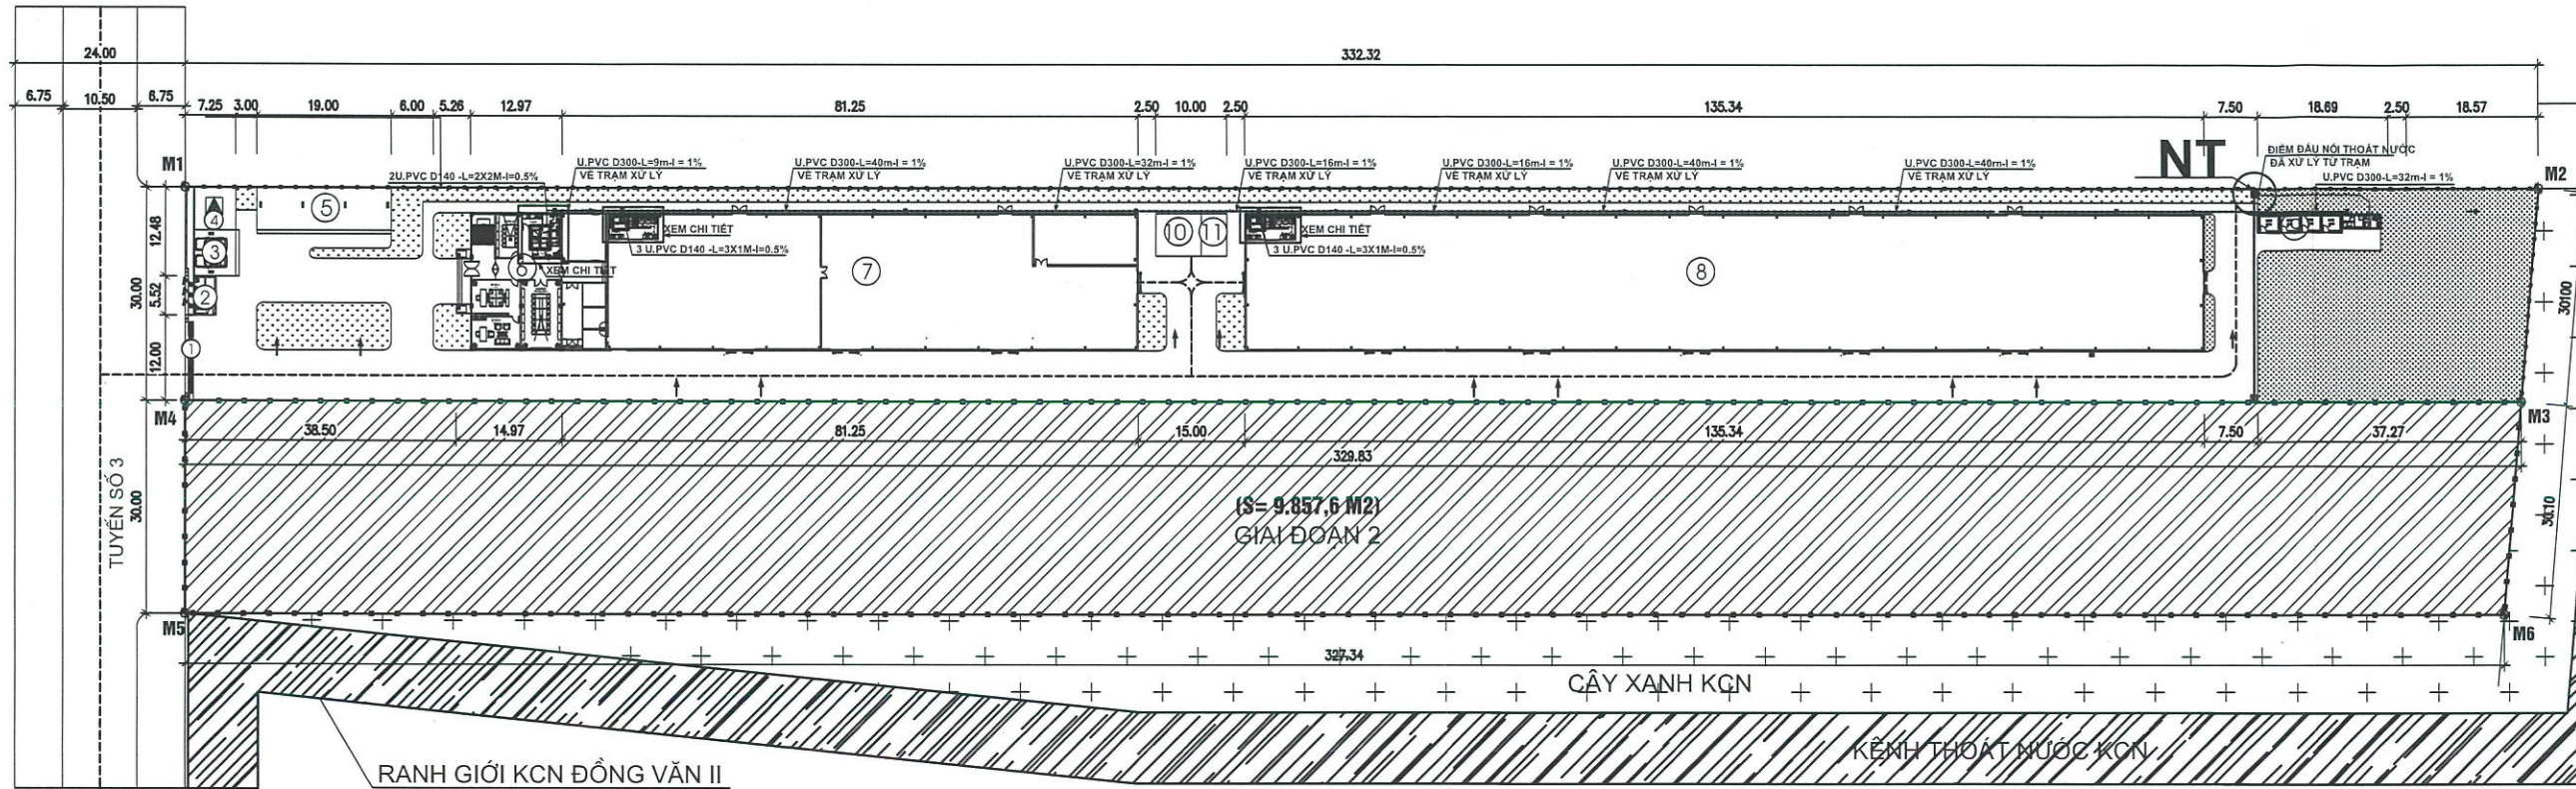 24.00
332.32
6.75
10.50
6.75
7.25
3.00
19.00
6.00
5.26
12.97
81.25
2.50
10.00
2.50
135.34
7.50
18.69
2.50
18.57
M1
2U.PVC D140 -L=2X2M-I=0.5%
U.PVC D300-L=9m-I = 1%
VỀ TRẠM XỬ LÝ
U.PVC D300-L=40m-I = 1%
VỀ TRẠM XỬ LÝ
U.PVC D300-L=32m-I = 1%
VỀ TRẠM XỬ LÝ
U.PVC D300-L=16m-I = 1%
VỀ TRẠM XỬ LÝ
U.PVC D300-L=16m-I = 1%
VỀ TRẠM XỬ LÝ
U.PVC D300-L=40m-I = 1%
VỀ TRẠM XỬ LÝ
U.PVC D300-L=40m-I = 1%
VỀ TRẠM XỬ LÝ
NT
ĐIỂM ĐẤU NỐI THOÁT NƯỚC
ĐÃ XỬ LÝ TỪ TRẠM
U.PVC D300-L=32m-I = 1%
M2
12.48
5.52
30.00
12.00
4
3
2
1
5
6
XEM CHI TIẾT
XEM CHI TIẾT
3 U.PVC D140 -L=3X1M-I=0.5%
7
10
11
XEM CHI TIẾT
3 U.PVC D140 -L=3X1M-I=0.5%
8
30100
M4
M3
38.50
14.97
81.25
15.00
135.34
7.50
37.27
329.83
TUYẾN SỐ 3
30.00
(S= 9.857,6 M2)
GIAI ĐOẠN 2
30.10
M5
M6
327.34
CÂY XANH KCN
KÊNH THOÁT NƯỚC KCN
RANH GIỚI KCN ĐỒNG VĂN II